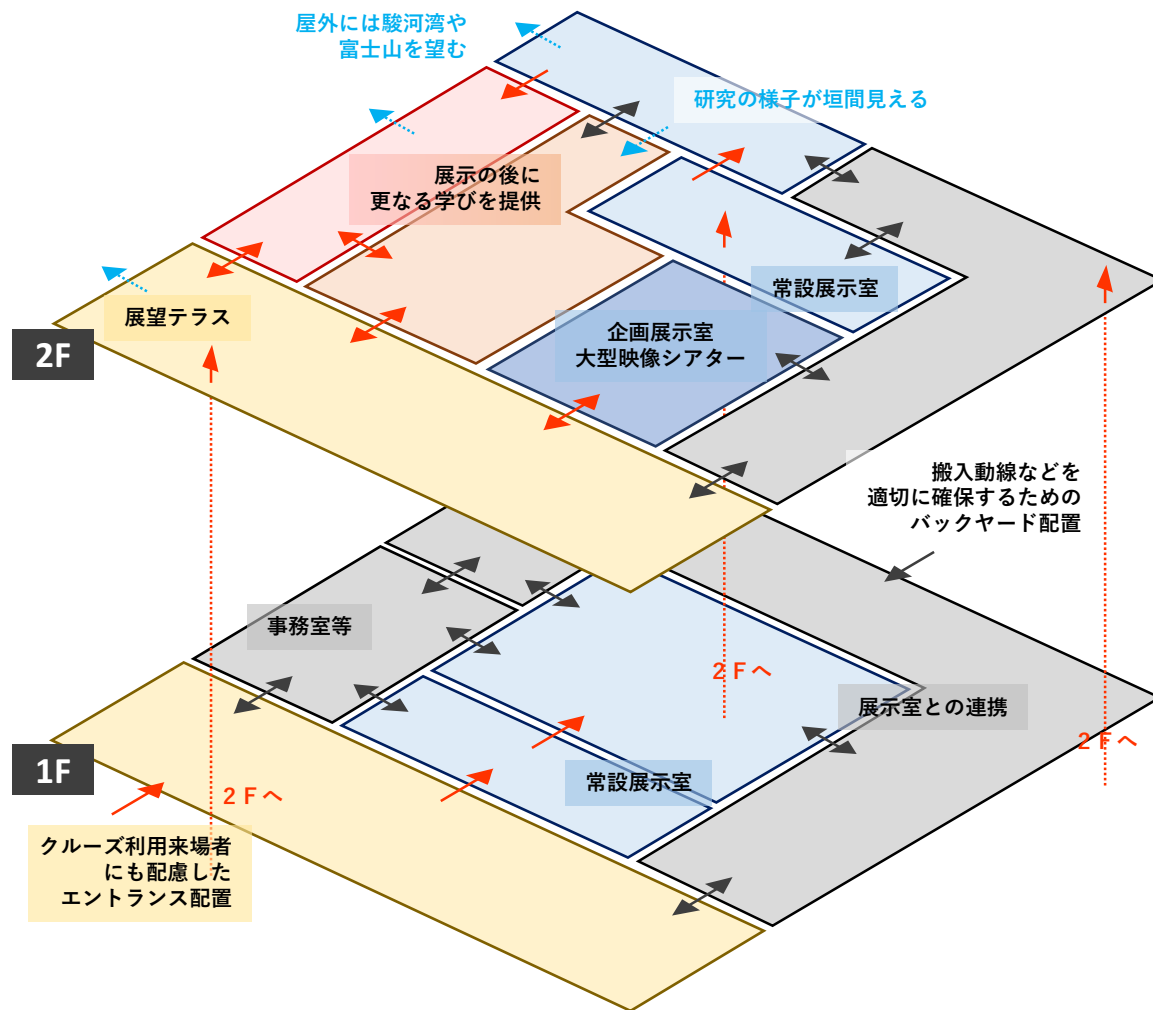 屋外には駿河湾や
富士山を望む
研究の様子が垣間見える
展示の後に
更なる学びを提供
常設展示室
展望テラス
企画展示室
大型映像シアター
2F
搬入動線などを
適切に確保するための
バックヤード配置
事務室等
２Ｆへ
展示室との連携
２Ｆへ
1F
常設展示室
２Ｆへ
クルーズ利用来場者
にも配慮した
エントランス配置